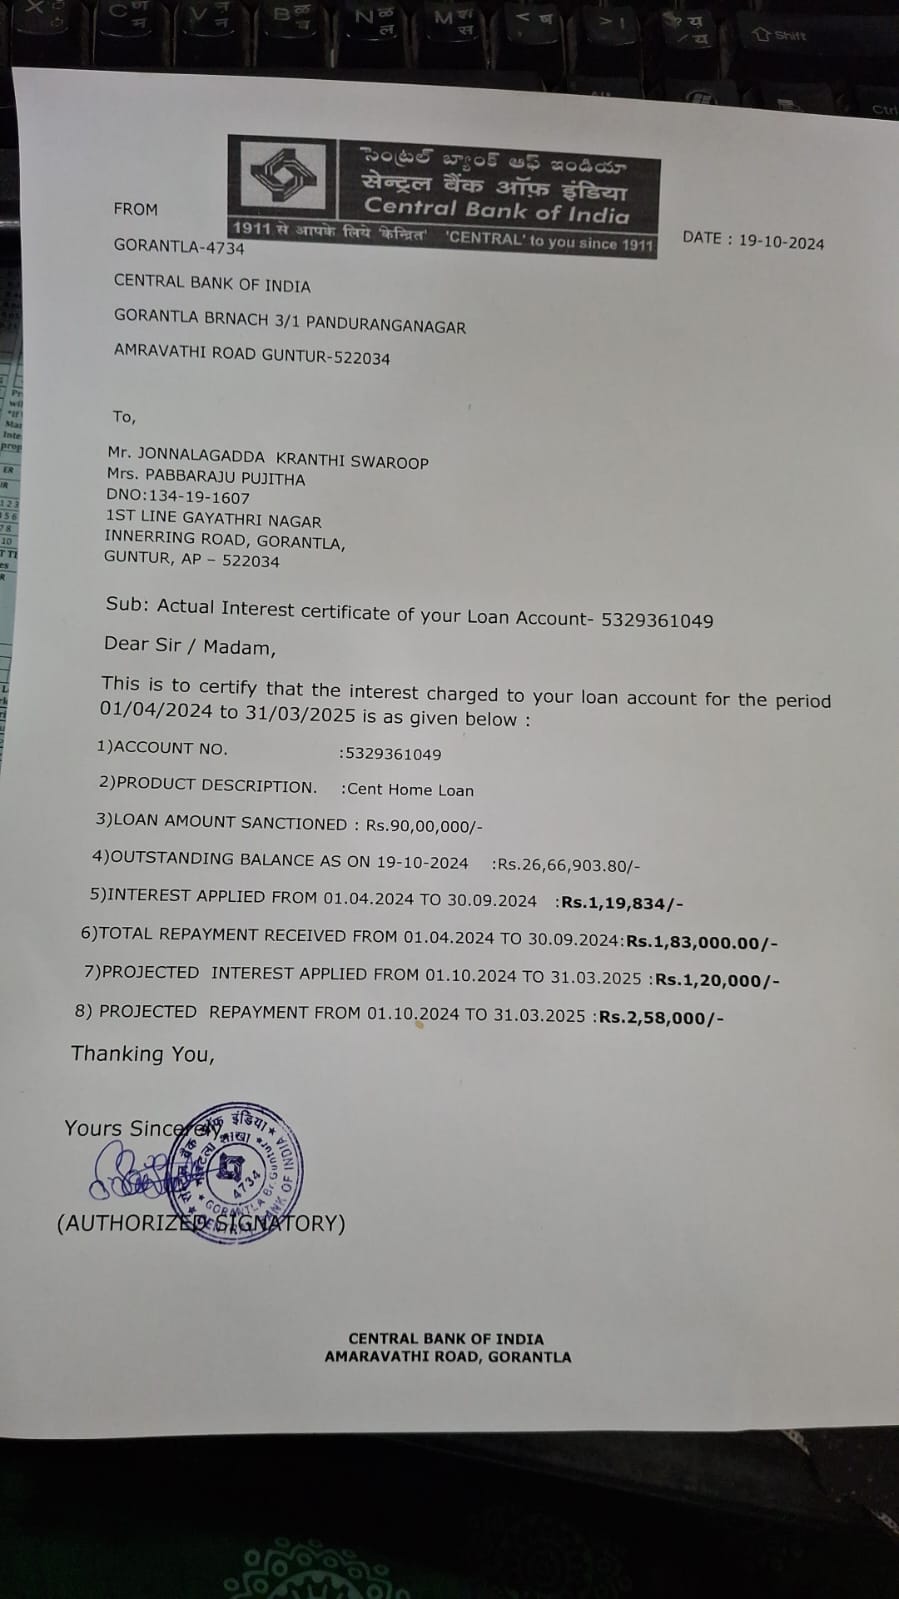 సెంట్రల్ బ్యాంక్ ఆఫ్ ఇండియా
सेन्ट्रल बैंक ऑफ़ इंडिया
Central Bank of India
1911 से आपके लिए 'केन्द्रित' 'CENTRAL' to you since 1911
FROM
DATE : 19-10-2024
GORANTLA-4734
CENTRAL BANK OF INDIA
GORANTLA BRNACH 3/1 PANDURANGANAGAR
AMRAVATHI ROAD GUNTUR-522034
To,
Mr. JONNALAGADDA KRANTHI SWAROOP
Mrs. PABBARAJU PUJITHA
DNO:134-19-1607
1ST LINE GAYATHRI NAGAR
INNERRING ROAD, GORANTLA,
GUNTUR, AP – 522034
Sub: Actual Interest certificate of your Loan Account- 5329361049
Dear Sir / Madam,
This is to certify that the interest charged to your loan account for the period
01/04/2024 to 31/03/2025 is as given below :
1)ACCOUNT NO. :5329361049
2)PRODUCT DESCRIPTION. :Cent Home Loan
3)LOAN AMOUNT SANCTIONED : Rs.90,00,000/-
4)OUTSTANDING BALANCE AS ON 19-10-2024 :Rs.26,66,903.80/-
5)INTEREST APPLIED FROM 01.04.2024 TO 30.09.2024 :Rs.1,19,834/-
6)TOTAL REPAYMENT RECEIVED FROM 01.04.2024 TO 30.09.2024:Rs.1,83,000.00/-
7)PROJECTED INTEREST APPLIED FROM 01.10.2024 TO 31.03.2025 :Rs.1,20,000/-
8) PROJECTED REPAYMENT FROM 01.10.2024 TO 31.03.2025 :Rs.2,58,000/-
Thanking You,
Yours Sincerely,
बैंक ऑफ इंडिया
शाखा
4734
GORANTLA Br. Guntur
CENTRAL BANK OF INDIA
(AUTHORIZED SIGNATORY)
CENTRAL BANK OF INDIA
AMARAVATHI ROAD, GORANTLA